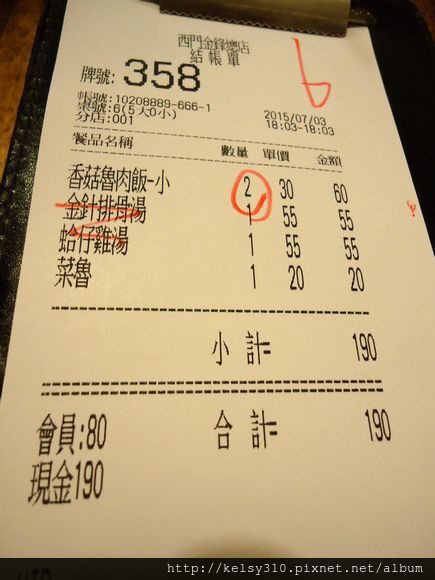 西門金鋒總店
結帳單
牌號: 358
帳號:10208889-666-1
桌號:6(5大0小)
分店:001
2015/07/03
18:03-18:03
6
餐品名稱 數量 單價 金額
香菇魯肉飯-小 2 30 60
金針排骨湯 1 55 55
蛤仔雞湯 1 55 55
菜魯 1 20 20
小 計= 190
合 計= 190
會員:80
現金190
http://kelsy310.pixnet.net/album